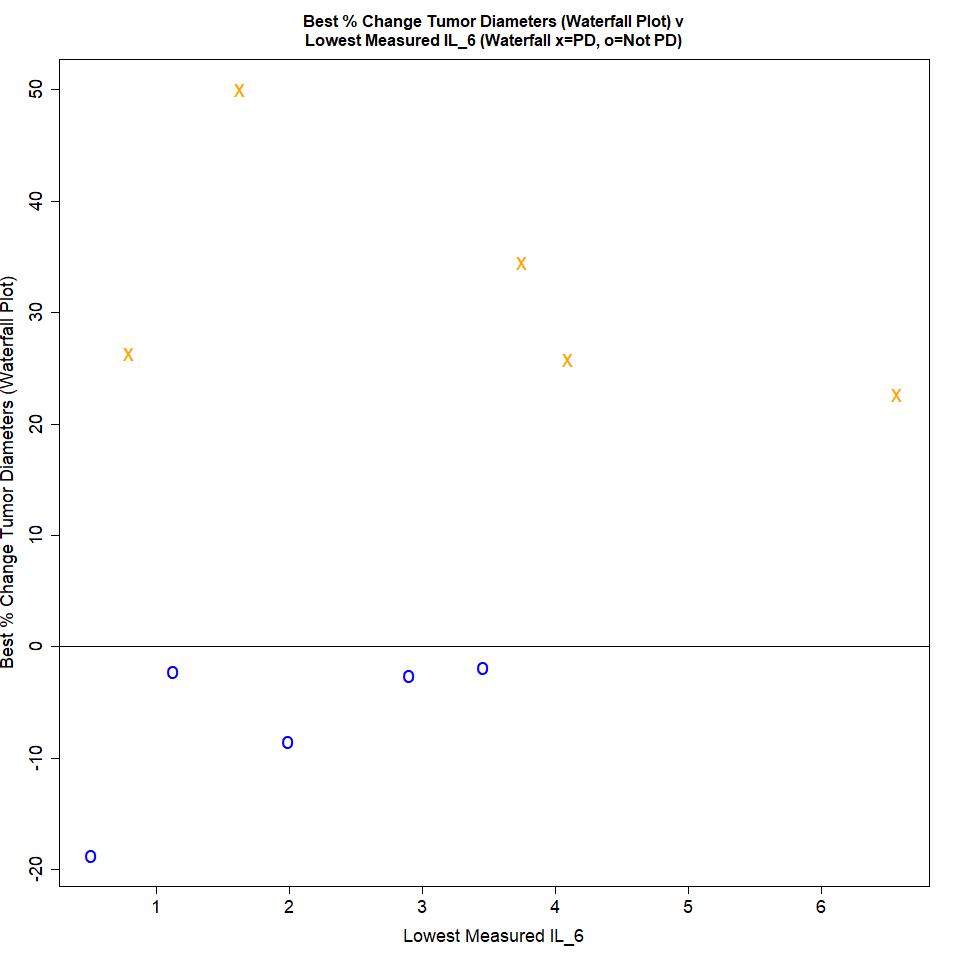 Best % Change Tumor Diameters (Waterfall Plot) v
Lowest Measured IL_6 (Waterfall x=PD, o=Not PD)
Best % Change Tumor Diameters (Waterfall Plot)
50
40
30
20
10
0
-10
-20
X
X
X
X
X
O
O
O
O
O
1 2 3 4 5 6
Lowest Measured IL_6